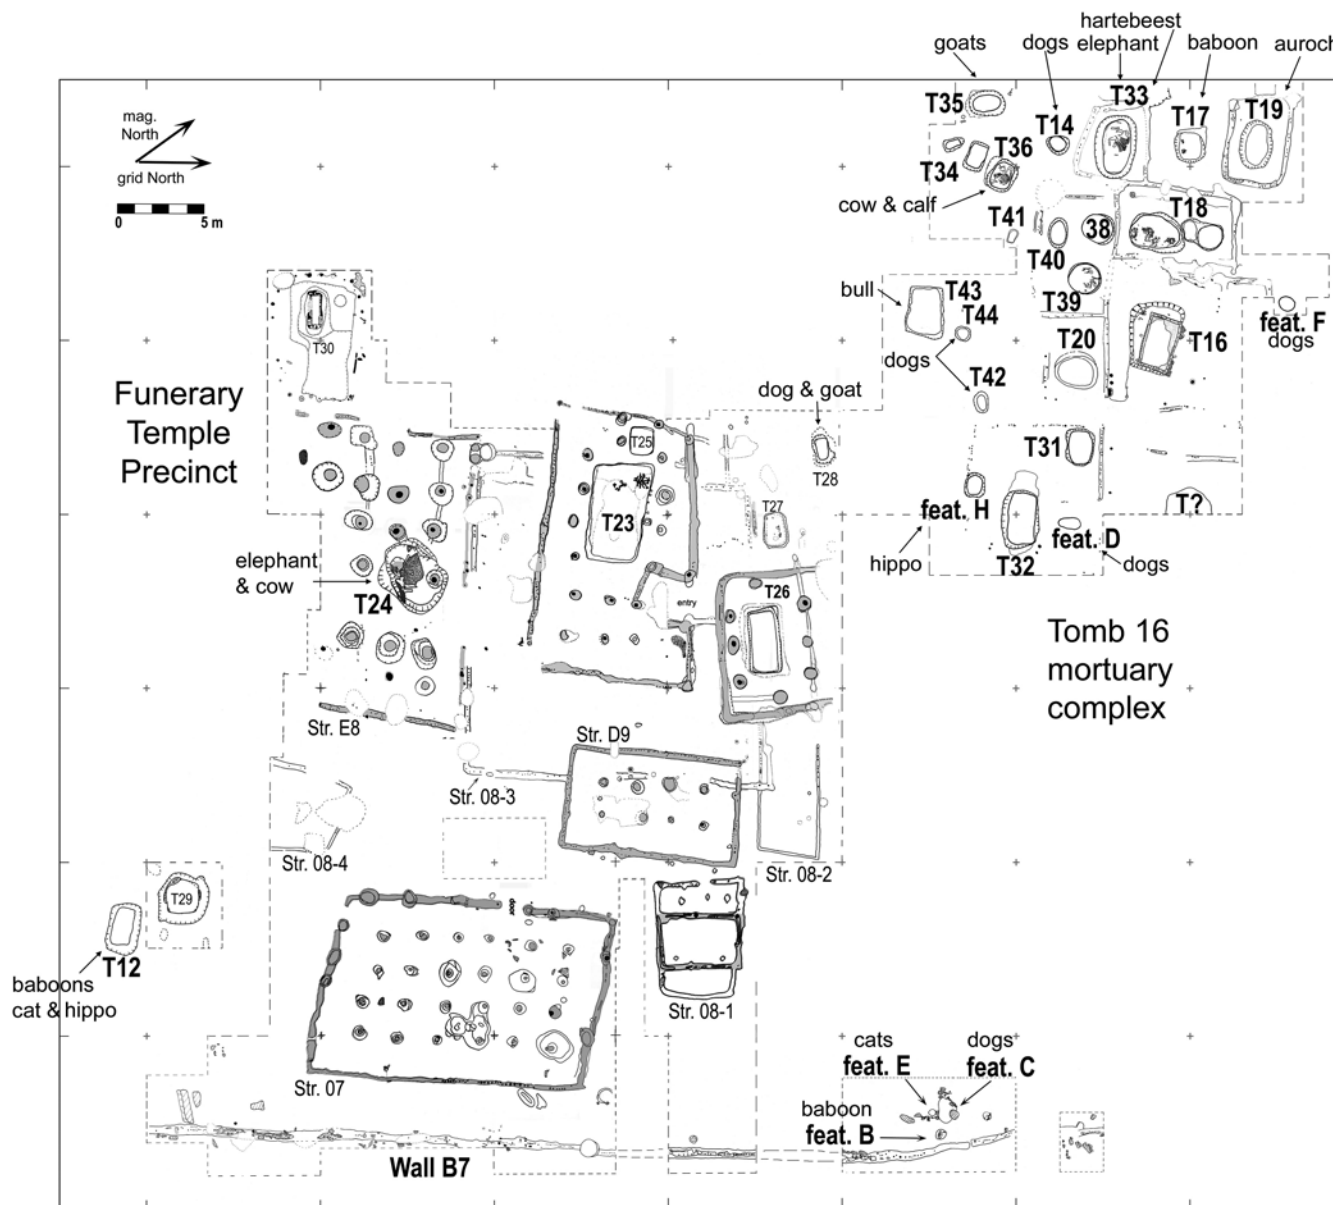 hartebeest
goats
dogs
elephant
baboon
auroch
T35
T33
T14
T17
T19
mag.
North
grid North
0
5 m
T34
T36
cow & calf
T41
38
T18
T40
bull
T43
T39
T44
feat. F
dogs
T16
dogs
T20
T30
T42
Funerary
Temple
Precinct
dog & goat
T25
T28
T31
T23
T27
feat. H
T?
feat. D
hippo
T32
dogs
elephant
& cow
T24
entry
T26
Tomb 16
mortuary
complex
Str. E8
Str. D9
Str. 08-3
Str. 08-4
Str. 08-2
T29
door
T12
baboons
cat & hippo
Str. 08-1
cats
feat. E
dogs
feat. C
Str. 07
baboon
feat. B
Wall B7